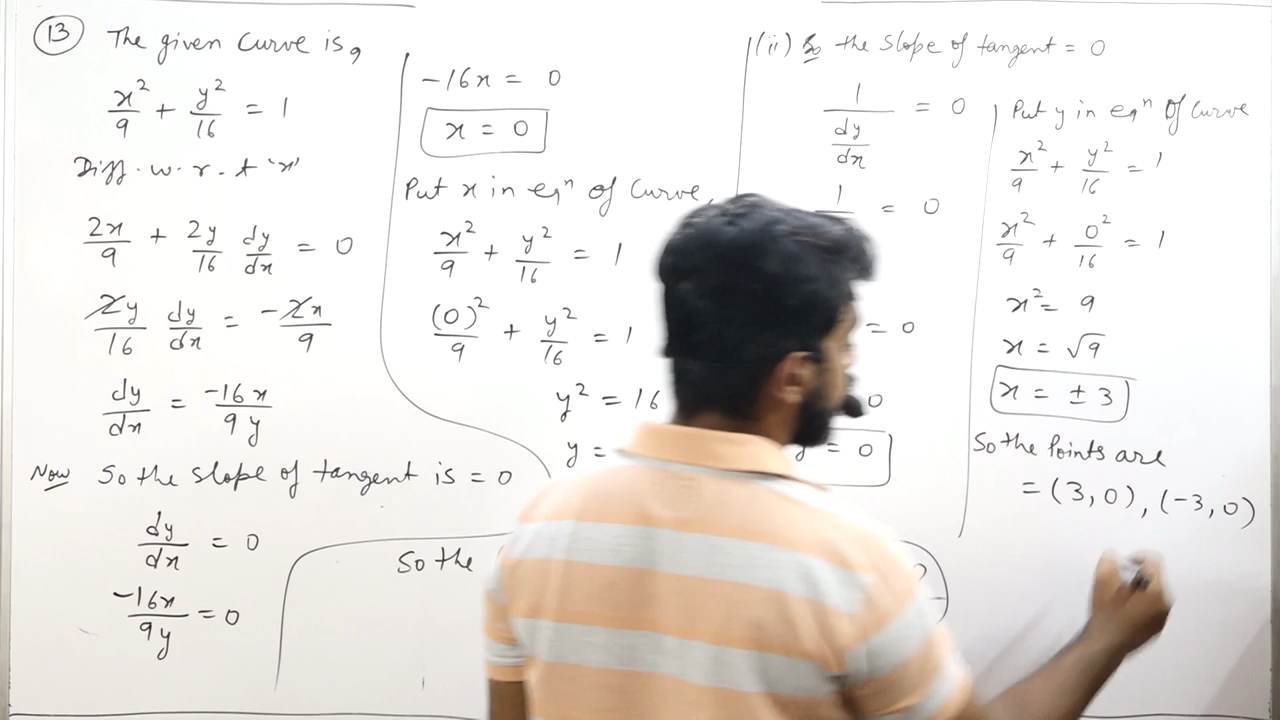 13 The given curve is,
x²/9 + y²/16 = 1
Diff. w. r. t 'x'
2x/9 + 2y/16 dy/dx = 0
2y/16 dy/dx = -2x/9
dy/dx = -16x/9y
Now So the slope of tangent is = 0
dy/dx = 0
-16x/9y = 0
-16x = 0
x = 0
Put x in eqⁿ of Curve,
x²/9 + y²/16 = 1
(0)²/9 + y²/16 = 1
y² = 16
y =
So the
(ii) So the slope of tangent = 0
1/(dy/dx) = 0
1 = 0
= 0
0
y = 0
Put y in eqⁿ of Curve
x²/9 + y²/16 = 1
x²/9 + 0²/16 = 1
x² = 9
x = √9
x = ± 3
So the Points are
= (3, 0), (-3, 0)